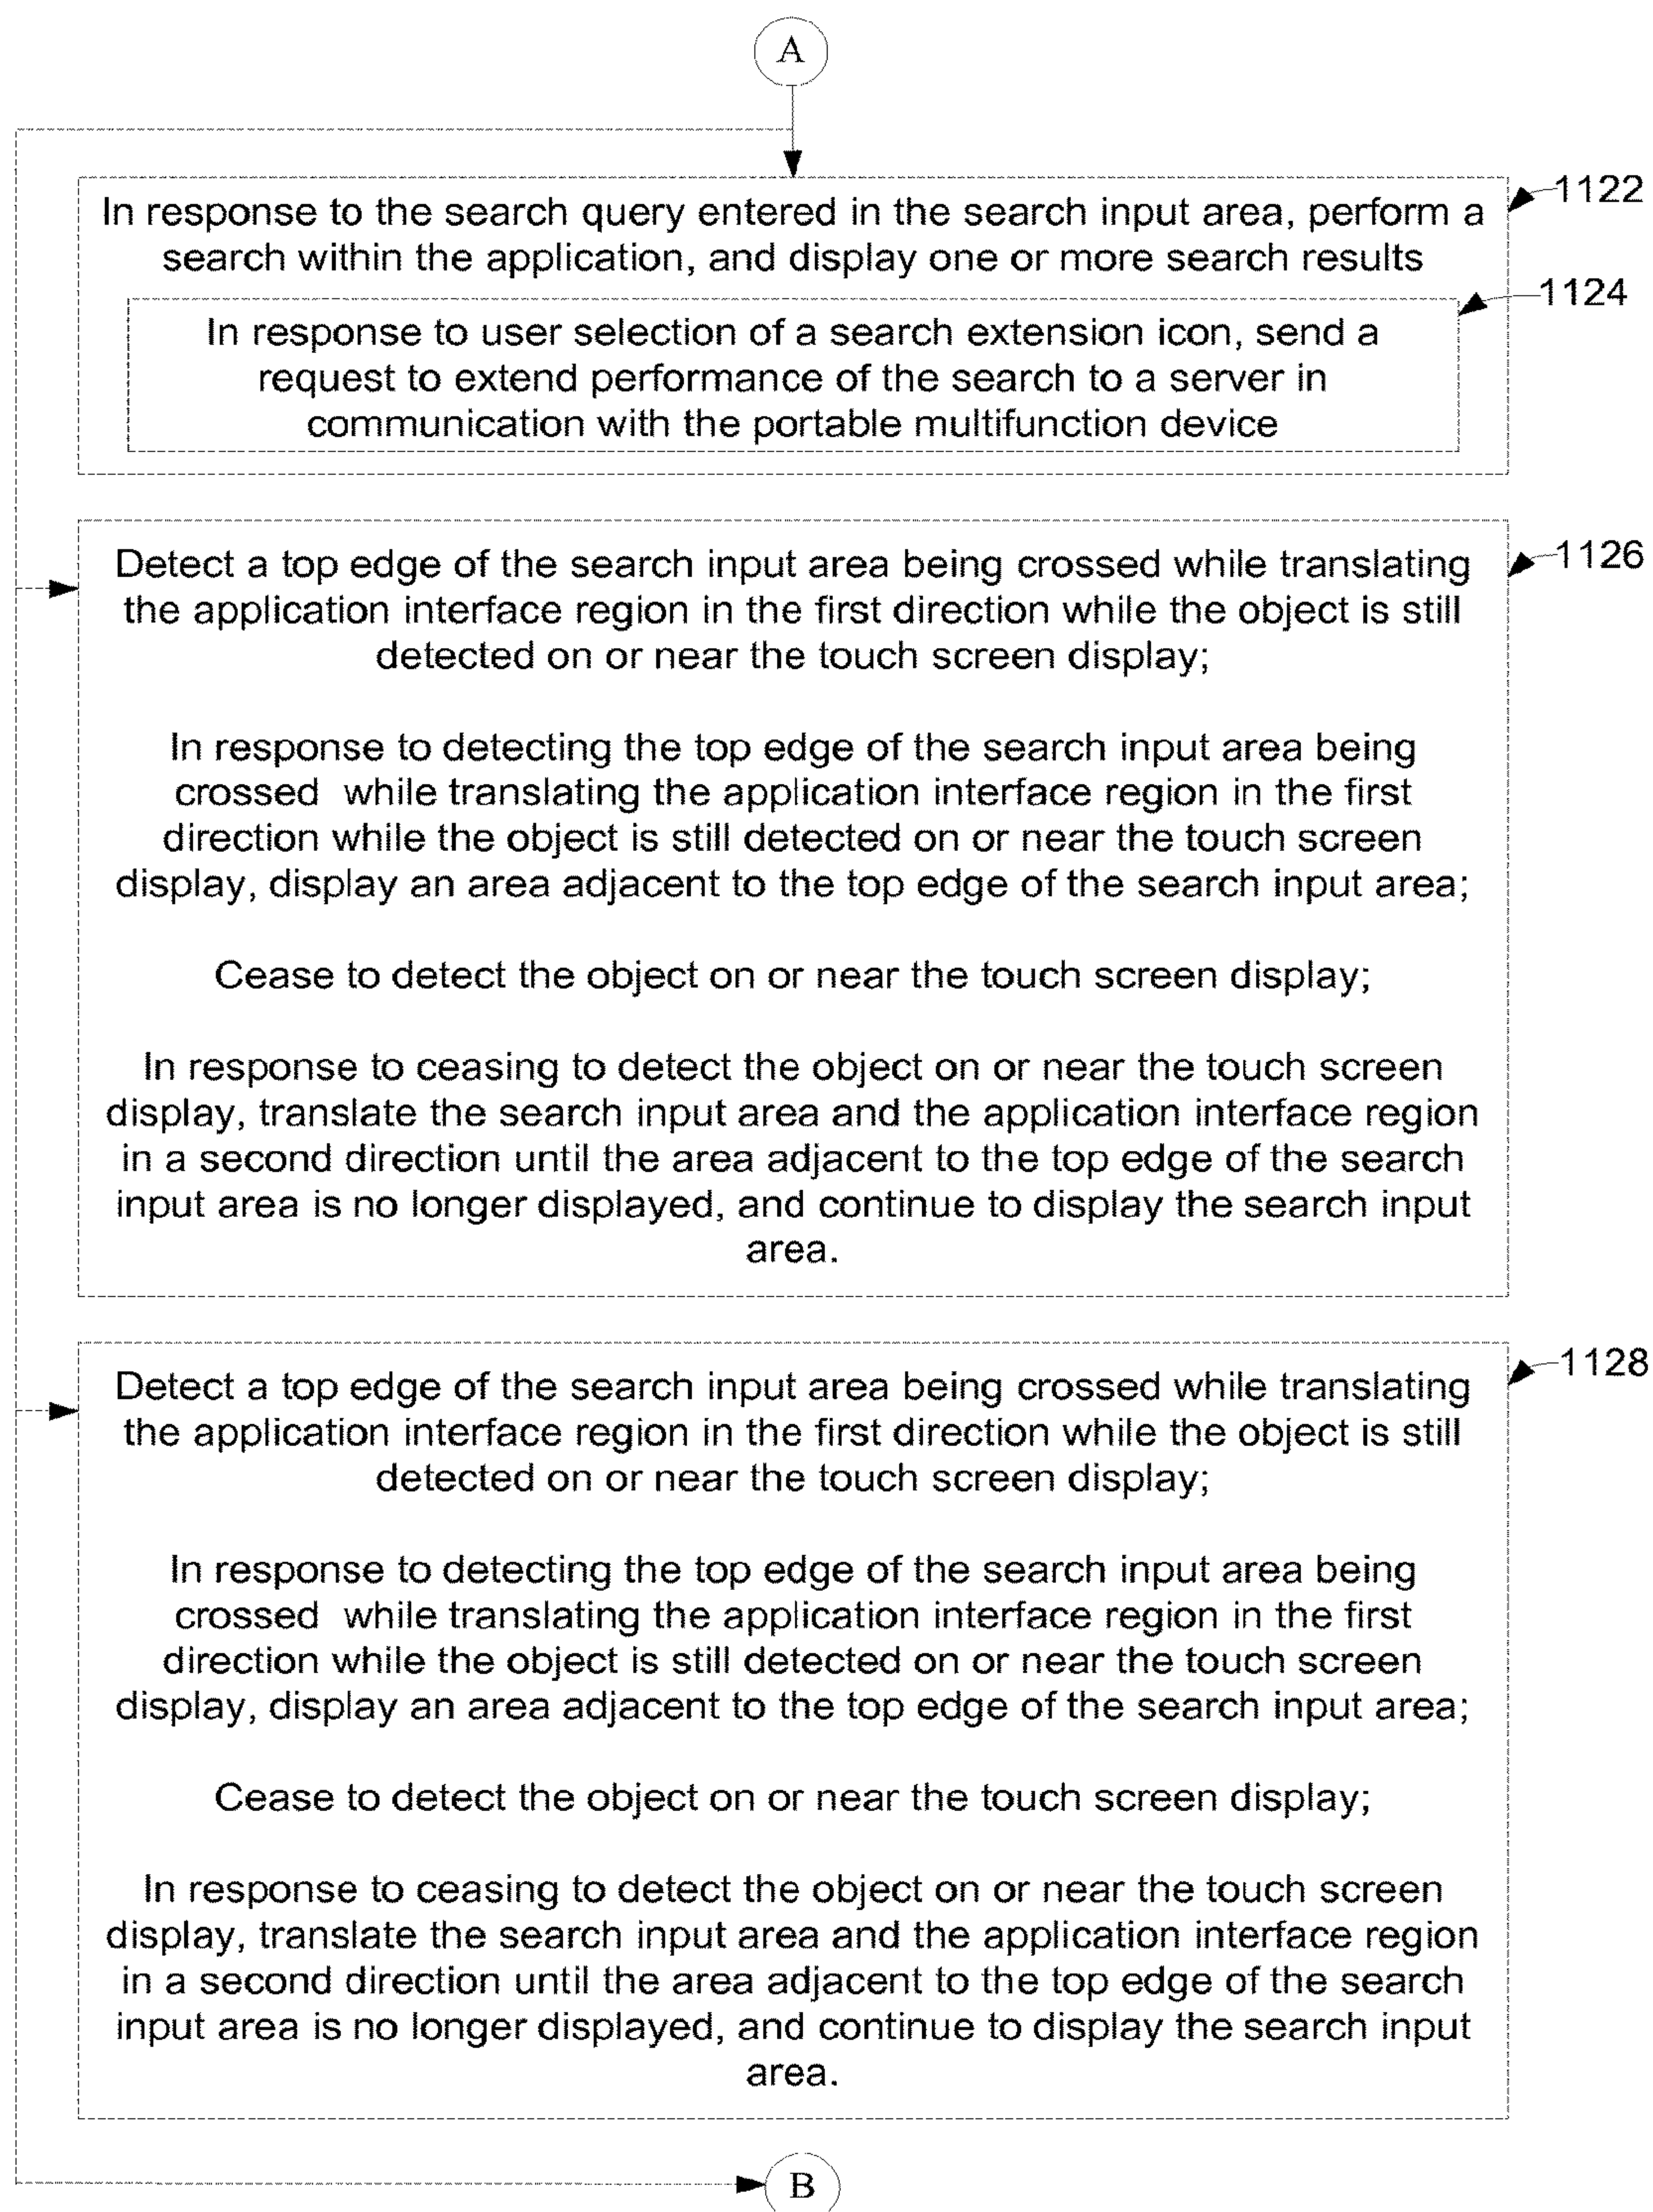 A
In response to the search query entered in the search input area, perform a
search within the application, and display one or more search results
1122
In response to user selection of a search extension icon, send a
request to extend performance of the search to a server in
communication with the portable multifunction device
1124
Detect a top edge of the search input area being crossed while translating
the application interface region in the first direction while the object is still
detected on or near the touch screen display;
1126
In response to detecting the top edge of the search input area being
crossed while translating the application interface region in the first
direction while the object is still detected on or near the touch screen
display, display an area adjacent to the top edge of the search input area;
Cease to detect the object on or near the touch screen display;
In response to ceasing to detect the object on or near the touch screen
display, translate the search input area and the application interface region
in a second direction until the area adjacent to the top edge of the search
input area is no longer displayed, and continue to display the search input
area.
Detect a top edge of the search input area being crossed while translating
the application interface region in the first direction while the object is still
detected on or near the touch screen display;
1128
In response to detecting the top edge of the search input area being
crossed while translating the application interface region in the first
direction while the object is still detected on or near the touch screen
display, display an area adjacent to the top edge of the search input area;
Cease to detect the object on or near the touch screen display;
In response to ceasing to detect the object on or near the touch screen
display, translate the search input area and the application interface region
in a second direction until the area adjacent to the top edge of the search
input area is no longer displayed, and continue to display the search input
area.
B